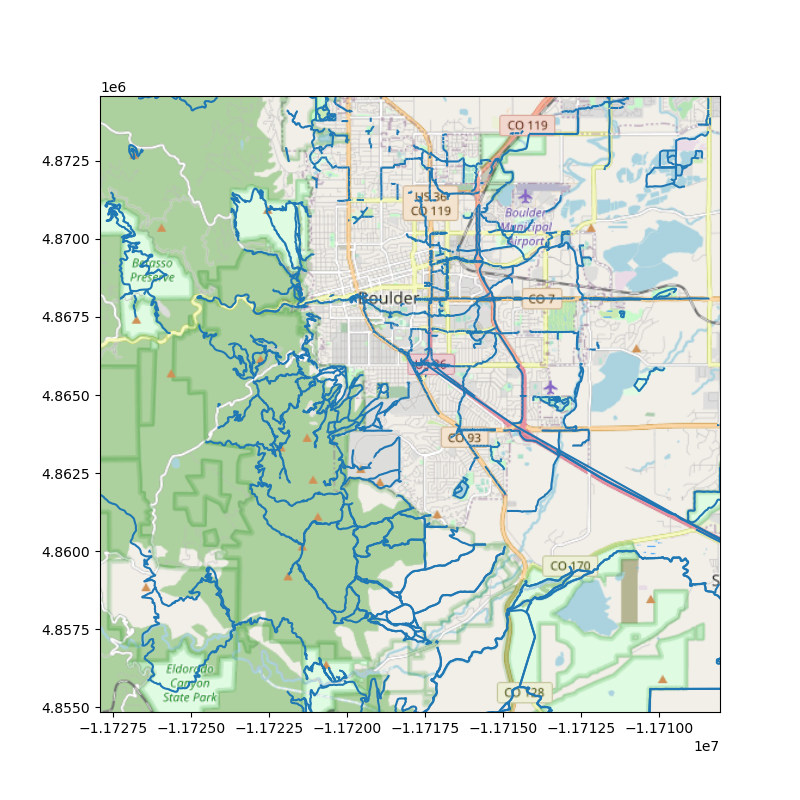 1e6
4.8725
4.8700
4.8675
4.8650
4.8625
4.8600
4.8575
4.8550
CO 119
US 36
CO 119
Boulder
Municipal
Airport
Betasso
Preserve
Boulder
CO 7
US 36
CO 93
CO 170
S
Eldorado
Canyon
State Park
CO 128
−1.17275
−1.17250
−1.17225
−1.17200
−1.17175
−1.17150
−1.17125
−1.17100
1e7